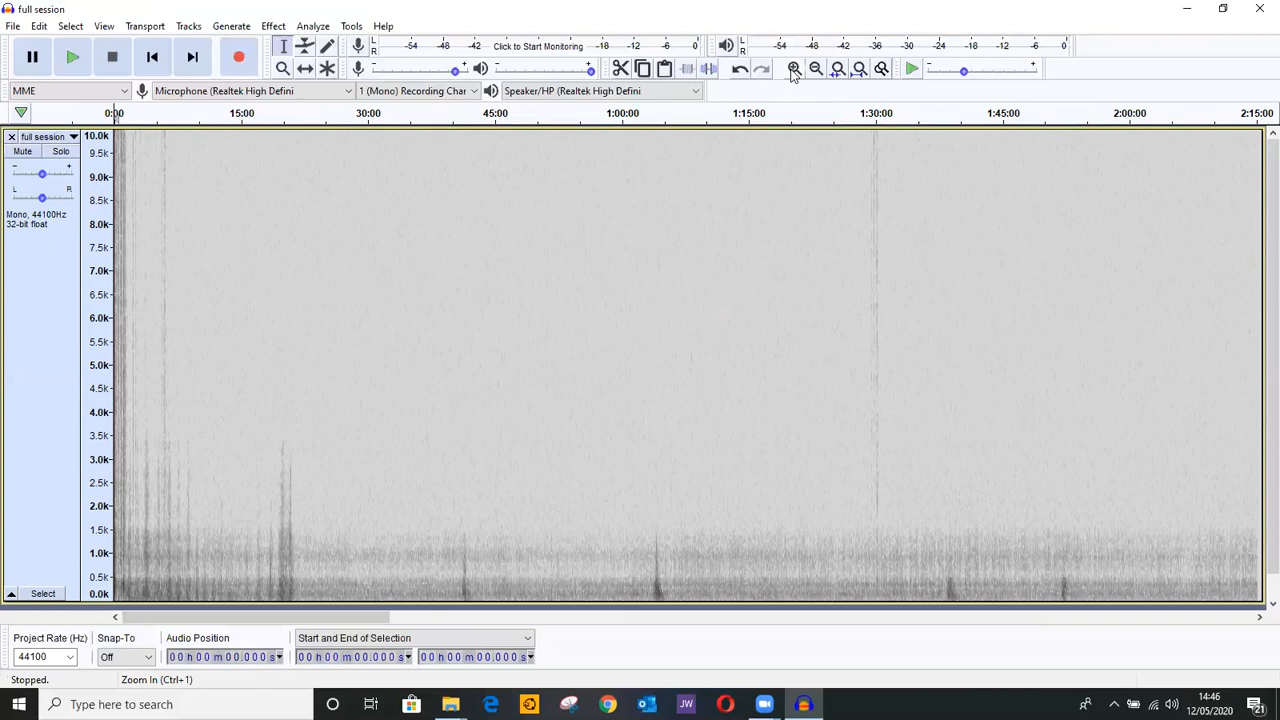 full session
File Edit Select View Transport Tracks Generate Effect Analyze Tools Help
L R -54 -48 -42 Click to Start Monitoring -18 -12 -6 0 L R -54 -48 -42 -36 -30 -24 -18 -12 -6 0
MME Microphone (Realtek High Defini 1 (Mono) Recording Char Speaker/HP (Realtek High Defini
0:00 15:00 30:00 45:00 1:00:00 1:15:00 1:30:00 1:45:00 2:00:00 2:15:00
full session
Mute Solo
- +
L R
Mono, 44100Hz
32-bit float
Select
10.0k
9.5k
9.0k
8.5k
8.0k
7.5k
7.0k
6.5k
6.0k
5.5k
5.0k
4.5k
4.0k
3.5k
3.0k
2.5k
2.0k
1.5k
1.0k
0.5k
0.0k
Project Rate (Hz) Snap-To Audio Position Start and End of Selection
44100 Off 00 h 00 m 00.000 s 00 h 00 m 00.000 s 00 h 00 m 00.000 s
Stopped. Zoom In (Ctrl+1)
Type here to search
JW
14:46
12/05/2020
21